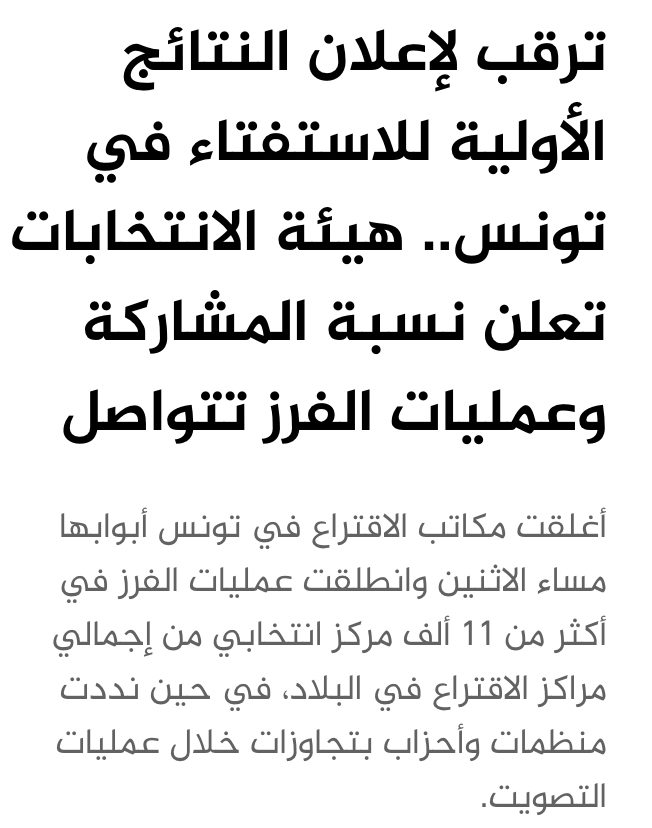 ترقب لإعلان النتائج
الأولية للاستفتاء في
تونس.. هيئة الانتخابات
تعلن نسبة المشاركة
وعمليات الفرز تتواصل
أغلقت مكاتب الاقتراع في تونس أبوابها
مساء الاثنين وانطلقت عمليات الفرز في
أكثر من 11 ألف مركز انتخابي من إجمالي
مراكز الاقتراع في البلاد، في حين نددت
منظمات وأحزاب بتجاوزات خلال عمليات
التصويت.